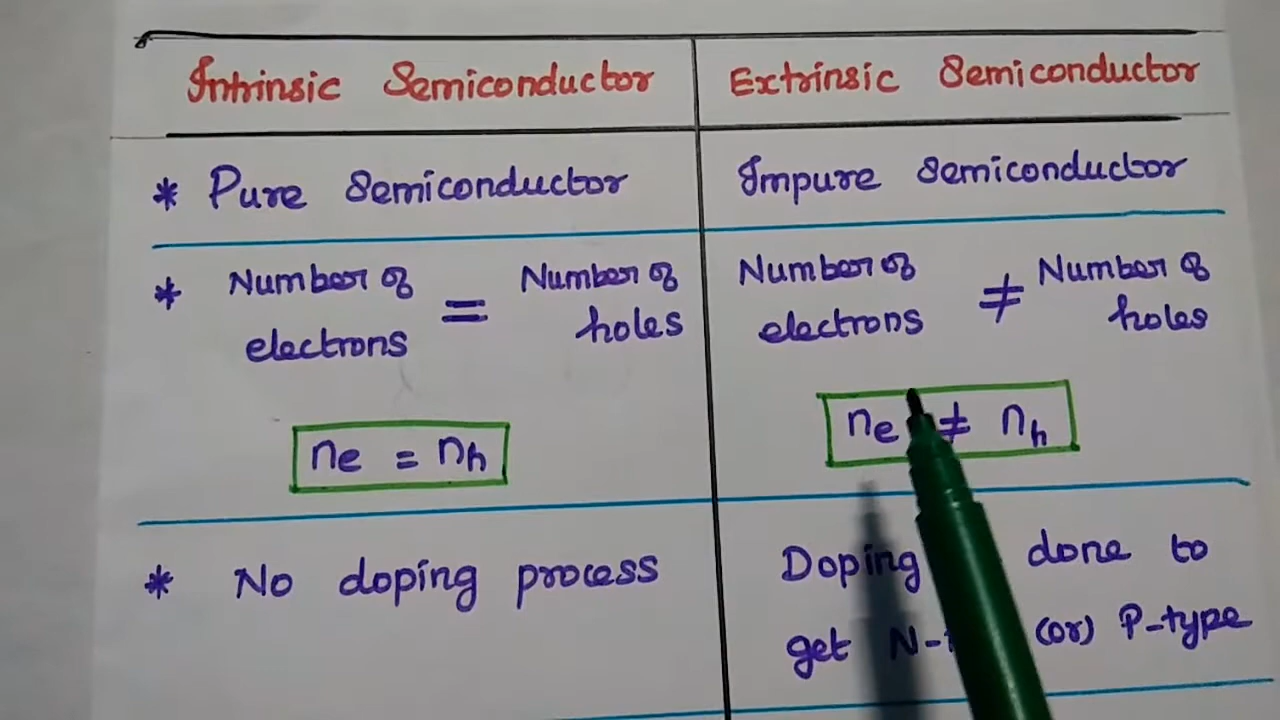 Intrinsic Semiconductor
Extrinsic Semiconductor
* Pure Semiconductor
Impure Semiconductor
* Number of electrons = Number of holes
Number of electrons ≠ Number of holes
ne = nh
ne ≠ nh
* No doping process
Doping done to
get N- (or) P-type